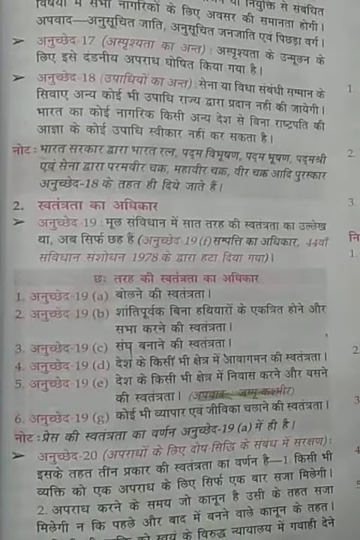 विषयों में सभी नागरिकों के लिए अवसर की समानता होगी।
अपवाद—अनुसूचित जाति, अनुसूचित जनजाति एवं पिछड़ा वर्ग।
➢ अनुच्छेद-17 (अस्पृश्यता का अन्त) : अस्पृश्यता के उन्मूलन के
लिए इसे दंडनीय अपराध घोषित किया गया है।
➢ अनुच्छेद-18 (उपाधियों का अन्त) : सेना या विधा संबंधी सम्मान के
सिवाए अन्य कोई भी उपाधि राज्य द्वारा प्रदान नहीं की जायेगी।
भारत का कोई नागरिक किसी अन्य देश से बिना राष्ट्रपति की
आज्ञा के कोई उपाधि स्वीकार नहीं कर सकता है।
नोट : भारत सरकार द्वारा भारत रत्न, पद्म विभूषण, पद्म भूषण, पद्मश्री
एवं सेना द्वारा परमवीर चक्र, महावीर चक्र, वीर चक्र आदि पुरस्कार
अनुच्छेद-18 के तहत ही दिये जाते हैं।
2. स्वतंत्रता का अधिकार
➢ अनुच्छेद-19 : मूल संविधान में सात तरह की स्वतंत्रता का उल्लेख
था, अब सिर्फ छह हैं (अनुच्छेद-19 (f) सम्पत्ति का अधिकार, 44वाँ
संविधान संशोधन 1978 के द्वारा हटा दिया गया)।
छः तरह की स्वतंत्रता का अधिकार
1. अनुच्छेद-19 (a) बोलने की स्वतंत्रता।
2. अनुच्छेद-19 (b) शांतिपूर्वक बिना हथियारों के एकत्रित होने और
सभा करने की स्वतंत्रता।
3. अनुच्छेद-19 (c) संघ बनाने की स्वतंत्रता।
4. अनुच्छेद-19 (d) देश के किसी भी क्षेत्र में आवागमन की स्वतंत्रता।
5. अनुच्छेद-19 (e) देश के किसी भी क्षेत्र में निवास करने और बसने
की स्वतंत्रता। (अपवाद- जम्मू-कश्मीर)
6. अनुच्छेद-19 (g) कोई भी व्यापार एवं जीविका चलाने की स्वतंत्रता।
नोट : प्रेस की स्वतंत्रता का वर्णन अनुच्छेद-19 (a) में ही है।
➢ अनुच्छेद-20 (अपराधों के लिए दोष-सिद्धि के संबंध में संरक्षण) :
इसके तहत तीन प्रकार की स्वतंत्रता का वर्णन है—1. किसी भी
व्यक्ति को एक अपराध के लिए सिर्फ एक बार सजा मिलेगी।
2. अपराध करने के समय जो कानून है उसी के तहत सजा
मिलेगी न कि पहले और बाद में बनने वाले कानून के तहत।
को स्वयं के विरुद्ध न्यायालय में गवाही देने